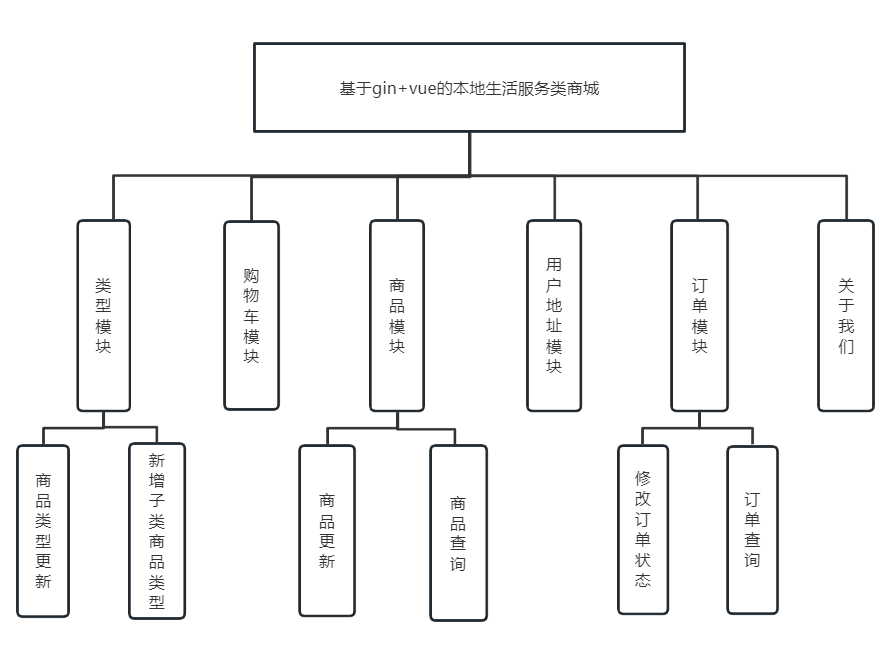 基于gin+vue的本地生活服务类商城
类型模块
购物车模块
商品模块
用户地址模块
订单模块
关于我们
商品类型更新
新增子类商品类型
商品更新
商品查询
修改订单状态
订单查询